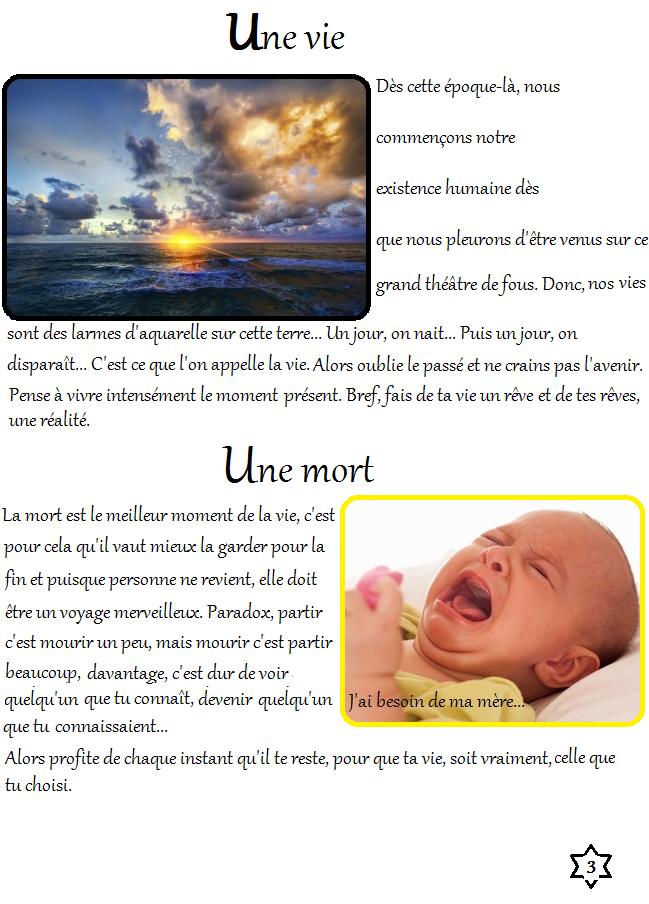 Une vie
Dès cette époque-là, nous
commençons notre
existence humaine dès
que nous pleurons d'être venus sur ce
grand théâtre de fous. Donc, nos vies
sont des larmes d'aquarelle sur cette terre... Un jour, on nait... Puis un jour, on
disparaît... C'est ce que l'on appelle la vie. Alors oublie le passé et ne crains pas l'avenir.
Pense à vivre intensément le moment présent. Bref, fais de ta vie un rêve et de tes rêves,
une réalité.
Une mort
La mort est le meilleur moment de la vie, c'est
pour cela qu'il vaut mieux la garder pour la
fin et puisque personne ne revient, elle doit
être un voyage merveilleux. Paradox, partir
c'est mourir un peu, mais mourir c'est partir
beaucoup, davantage, c'est dur de voir
quelqu'un que tu connaît, devenir quelqu'un
que tu connaissaient...
J'ai besoin de ma mère...
Alors profite de chaque instant qu'il te reste, pour que ta vie, soit vraiment, celle que
tu choisi.
3